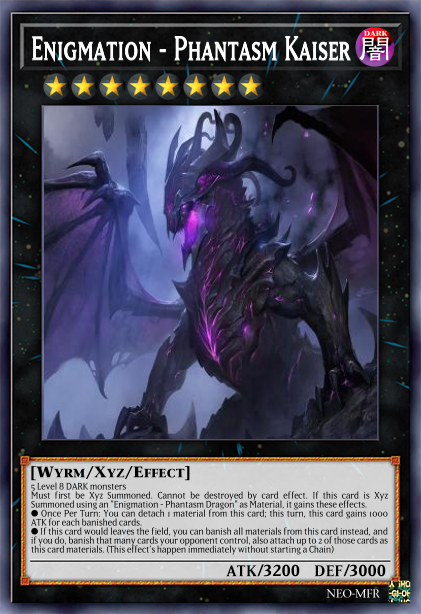 Enigmation - Phantasm Kaiser
DARK
闇
[Wyrm/Xyz/Effect]
5 Level 8 DARK monsters
Must first be Xyz Summoned. Cannot be destroyed by card effect. If this card is Xyz
Summoned using an "Enigmation - Phantasm Dragon" as Material, it gains these effects.
● Once Per Turn: You can detach 1 material from this card; this turn, this card gains 1000
ATK for each banished cards.
● If this card would leaves the field, you can banish all materials from this card instead, and
if you do, banish that many cards your opponent control, also attach up to 2 of those cards as
this card materials. (This effect's happen immediately without starting a Chain)
ATK/3200 DEF/3000
NEO-MFR